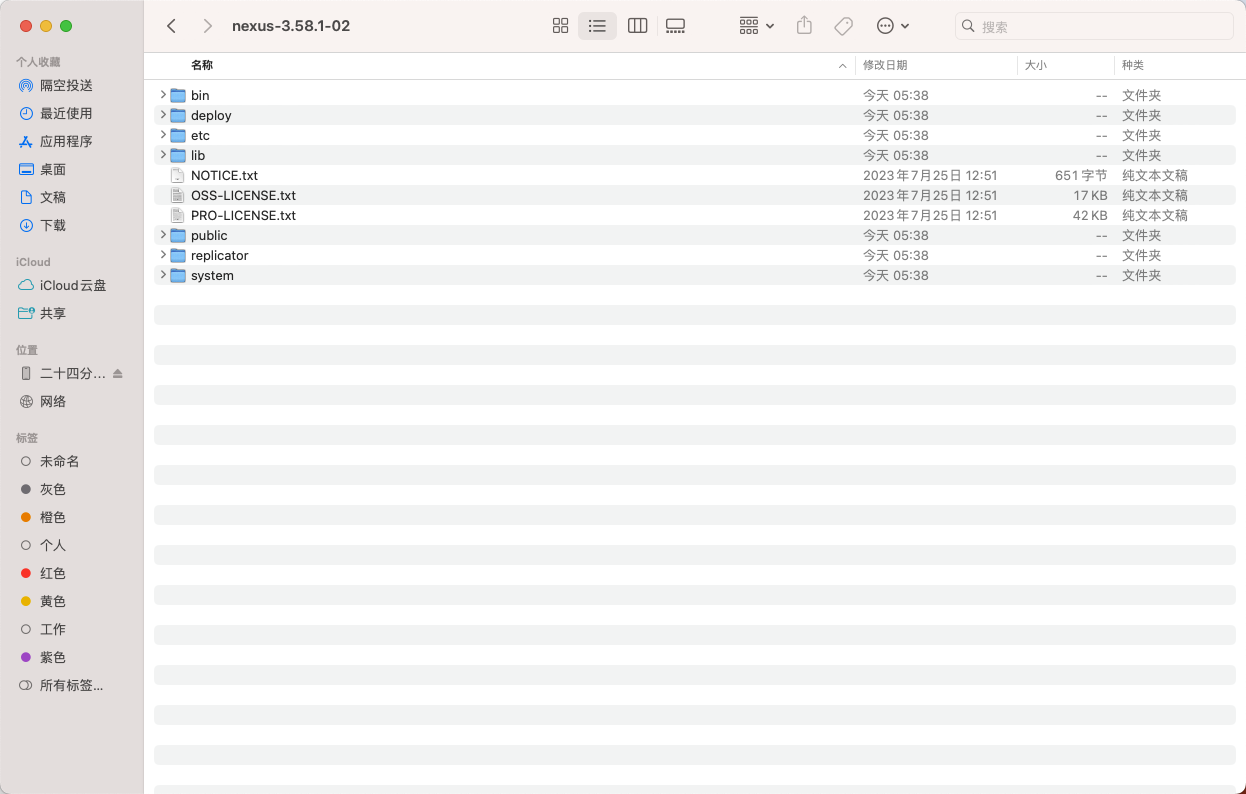 nexus-3.58.1-02
搜索
个人收藏
隔空投送
最近使用
应用程序
桌面
文稿
下载
iCloud
iCloud云盘
共享
位置
二十四分...
网络
标签
未命名
灰色
橙色
个人
红色
黄色
工作
紫色
所有标签...
名称 修改日期 大小 种类
bin 今天 05:38 -- 文件夹
deploy 今天 05:38 -- 文件夹
etc 今天 05:38 -- 文件夹
lib 今天 05:38 -- 文件夹
NOTICE.txt 2023年7月25日 12:51 651 字节 纯文本文稿
OSS-LICENSE.txt 2023年7月25日 12:51 17 KB 纯文本文稿
PRO-LICENSE.txt 2023年7月25日 12:51 42 KB 纯文本文稿
public 今天 05:38 -- 文件夹
replicator 今天 05:38 -- 文件夹
system 今天 05:38 -- 文件夹